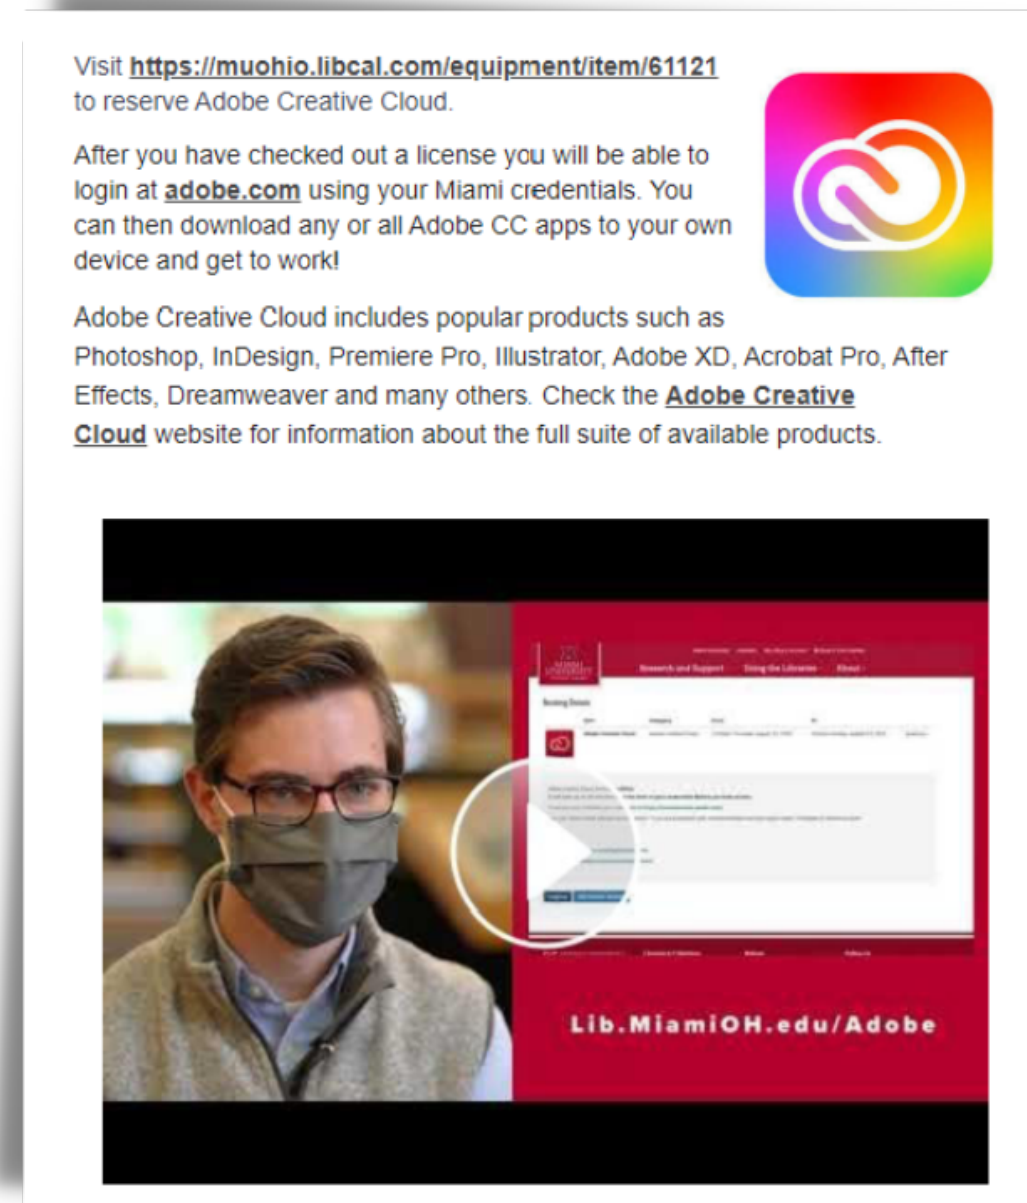 Visit https://muohio.libcal.com/equipment/item/61121
to reserve Adobe Creative Cloud.
After you have checked out a license you will be able to
login at adobe.com using your Miami credentials. You
can then download any or all Adobe CC apps to your own
device and get to work!
Adobe Creative Cloud includes popular products such as
Photoshop, InDesign, Premiere Pro, Illustrator, Adobe XD, Acrobat Pro, After
Effects, Dreamweaver and many others. Check the Adobe Creative
Cloud website for information about the full suite of available products.
MIAMI
UNIVERSITY
Research and Support Using the Libraries About
Booking Details
Lib.MiamiOH.edu/Adobe